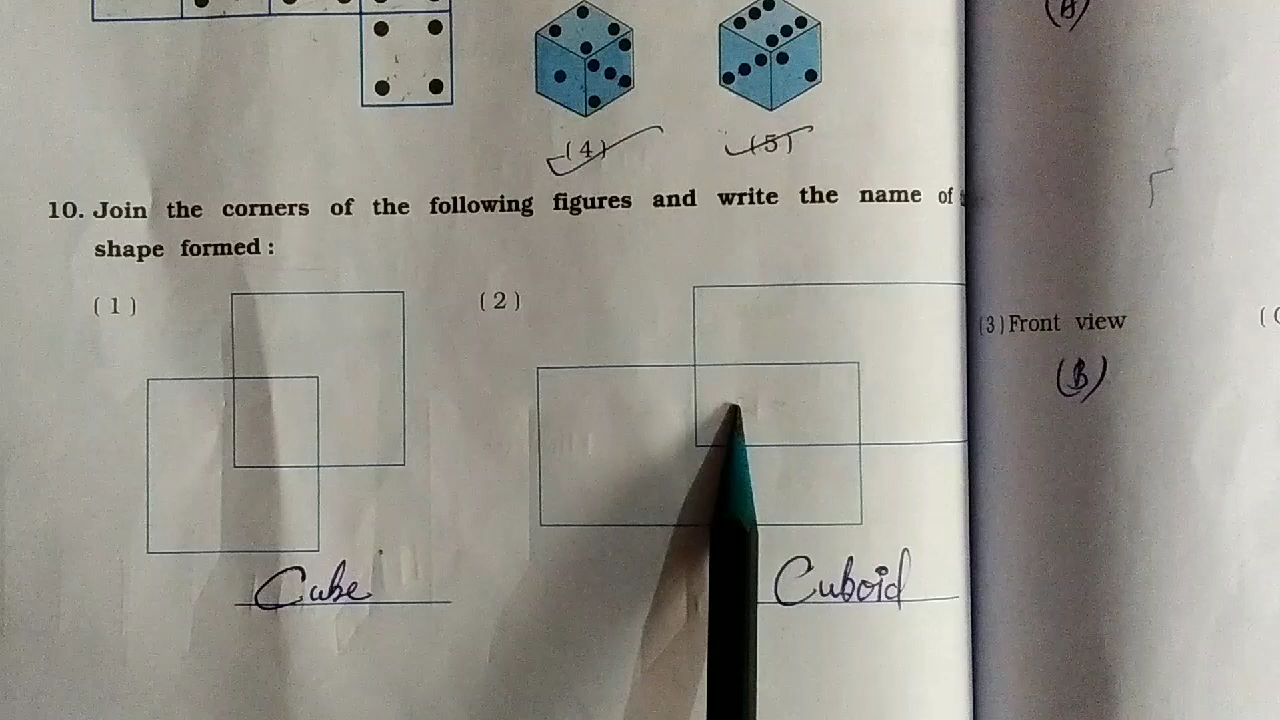 (4)
(5)
10. Join the corners of the following figures and write the name of
shape formed :
(1)
(2)
(3) Front view
(B)
Cube
Cuboid